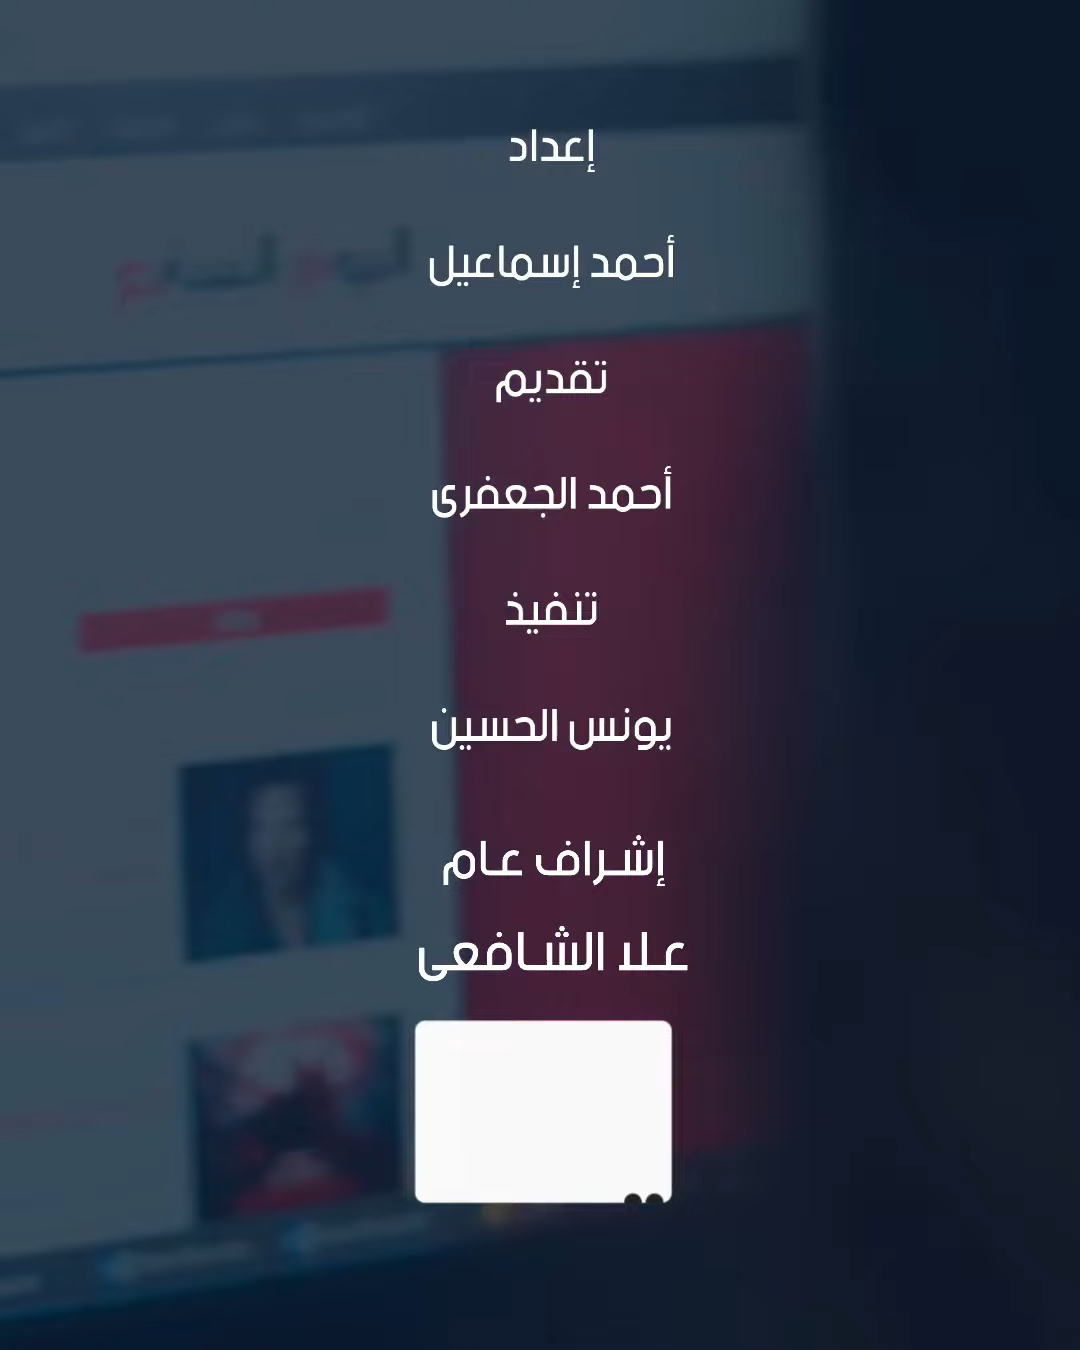 إعداد
أحمد إسماعيل
تقديم
أحمد الجعفرى
تنفيذ
يونس الحسين
إشراف عام
علا الشافعى